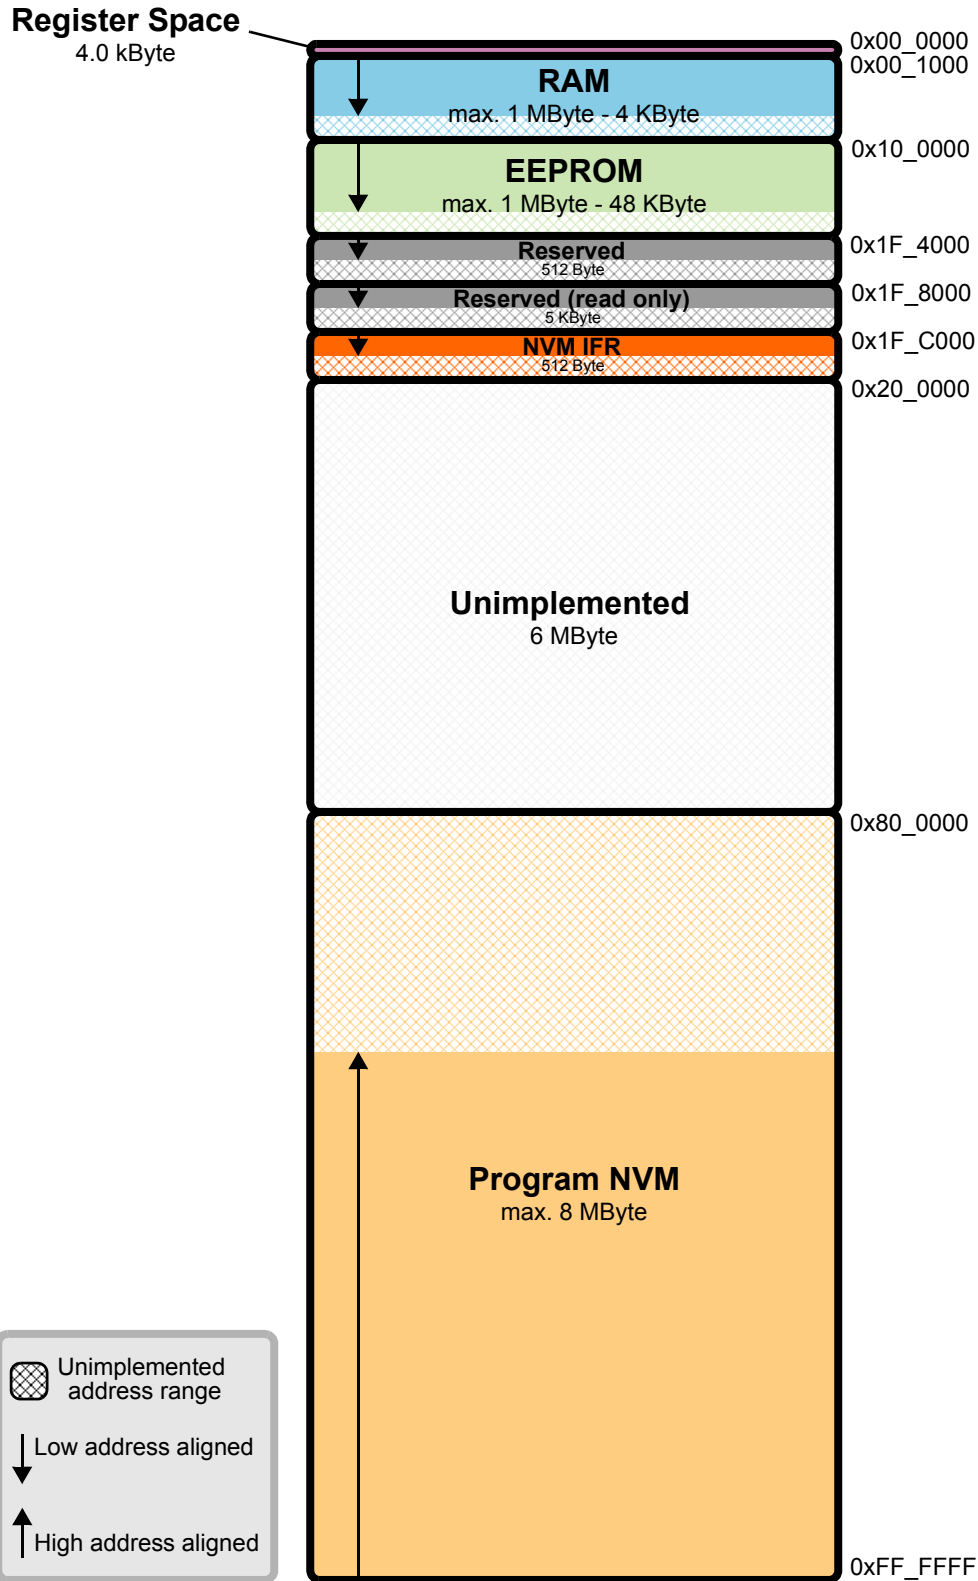 Register Space
4.0 kByte
0x00_0000
0x00_1000
RAM
max. 1 MByte - 4 KByte
0x10_0000
EEPROM
max. 1 MByte - 48 KByte
0x1F_4000
Reserved
512 Byte
0x1F_8000
Reserved (read only)
5 KByte
0x1F_C000
NVM IFR
512 Byte
0x20_0000
Unimplemented
6 MByte
0x80_0000
Program NVM
max. 8 MByte
Unimplemented
address range
Low address aligned
High address aligned
0xFF_FFFF